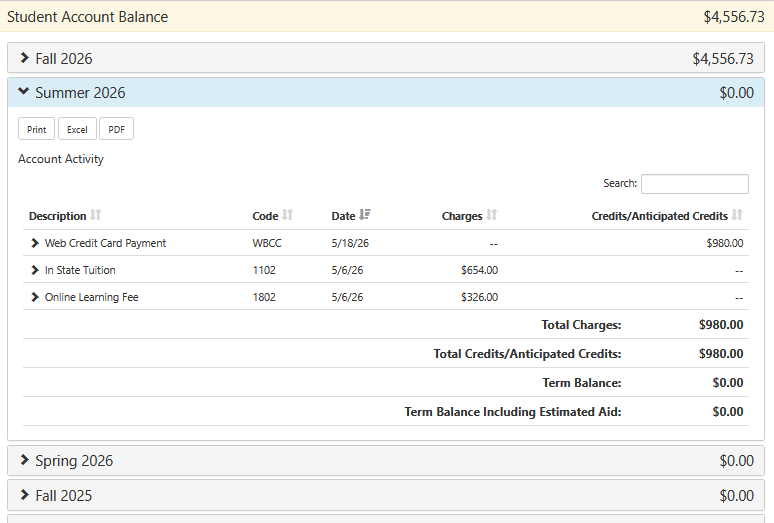 Student Account Balance $4,556.73
Fall 2026 $4,556.73
Summer 2026 $0.00
Print Excel PDF
Account Activity
Search:
Description Code Date Charges Credits/Anticipated Credits
Web Credit Card Payment WBCC 5/18/26 -- $980.00
In State Tuition 1102 5/6/26 $654.00 --
Online Learning Fee 1802 5/6/26 $326.00 --
Total Charges: $980.00
Total Credits/Anticipated Credits: $980.00
Term Balance: $0.00
Term Balance Including Estimated Aid: $0.00
Spring 2026 $0.00
Fall 2025 $0.00